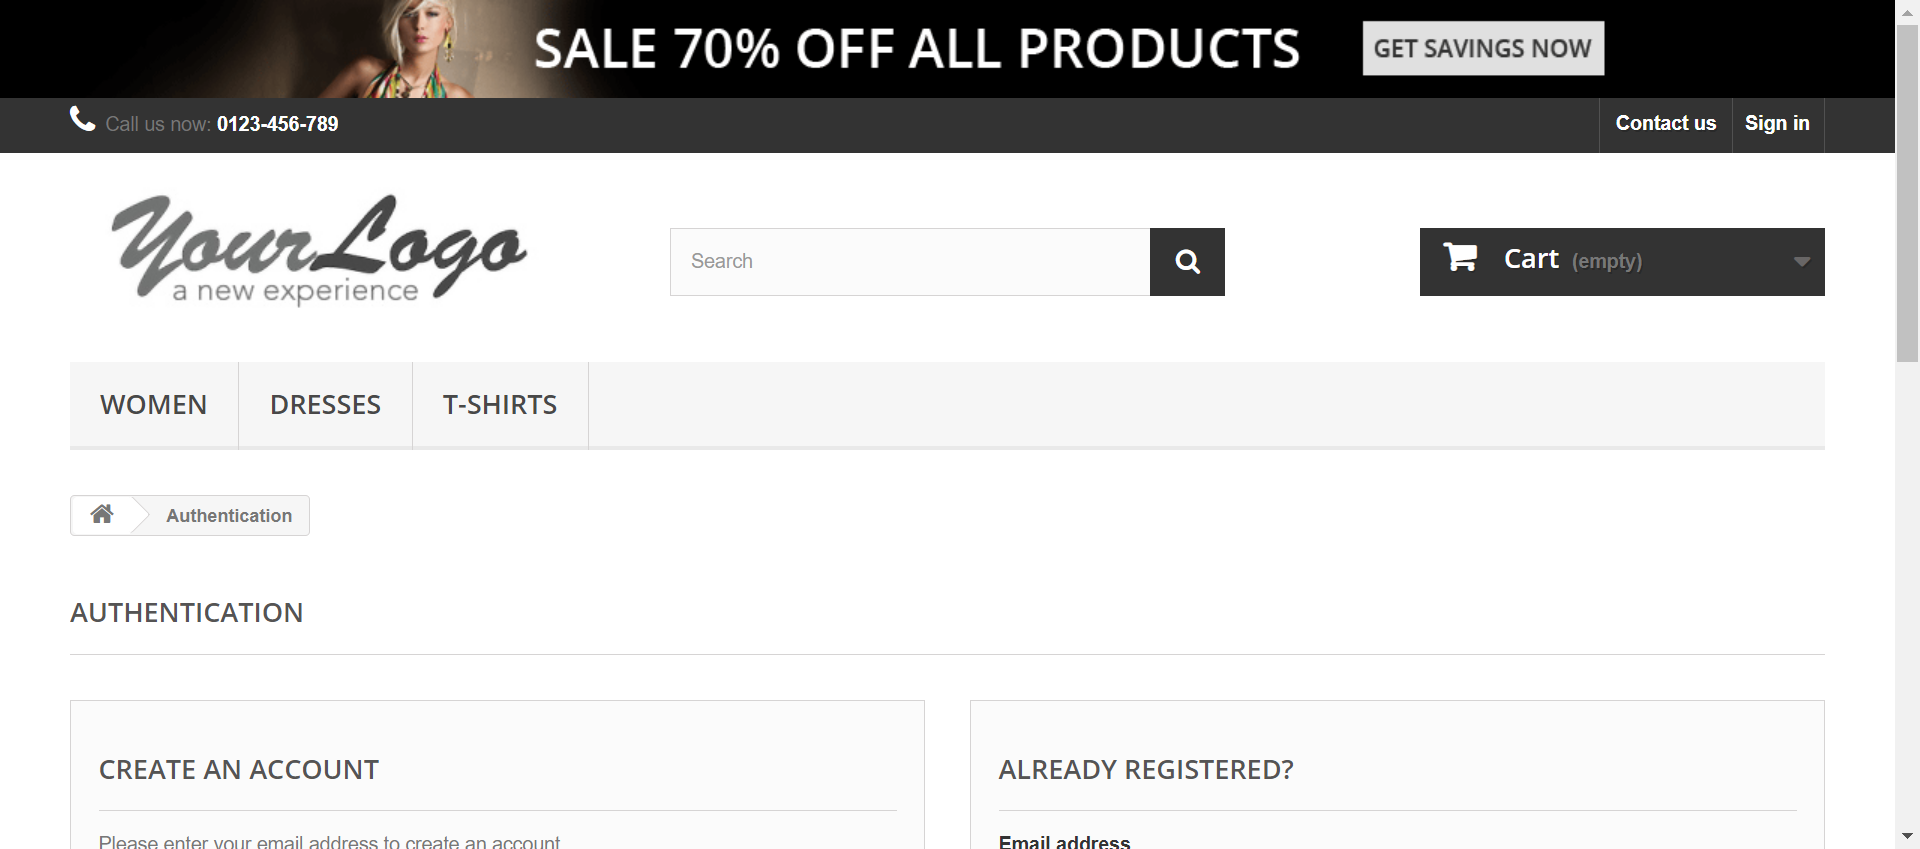 SALE 70% OFF ALL PRODUCTS
GET SAVINGS NOW
Call us now: 0123-456-789
Contact us
Sign in
YourLogo
a new experience
Search
Cart (empty)
WOMEN
DRESSES
T-SHIRTS
Authentication
AUTHENTICATION
CREATE AN ACCOUNT
Please enter your email address to create an account
ALREADY REGISTERED?
Email address